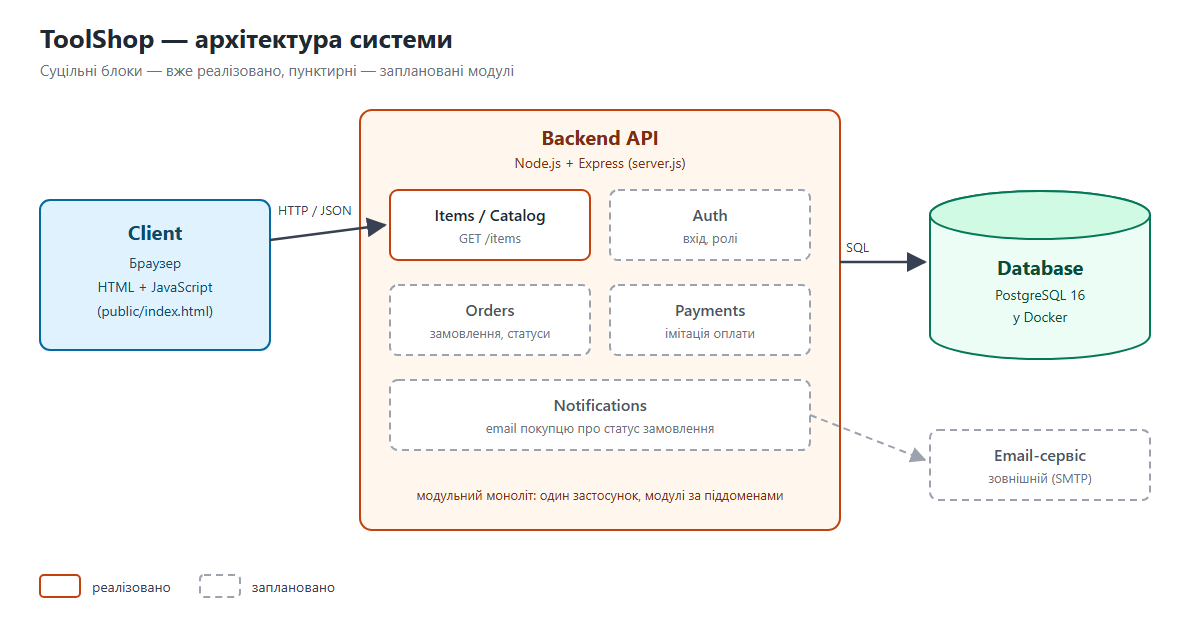 ToolShop — архітектура системи
Суцільні блоки — вже реалізовано, пунктирні — заплановані модулі
Client
Браузер
HTML + JavaScript
(public/index.html)
HTTP / JSON
Backend API
Node.js + Express (server.js)
Items / Catalog
GET /items
Auth
вхід, ролі
Orders
замовлення, статуси
Payments
імітація оплати
Notifications
email покупцю про статус замовлення
модульний моноліт: один застосунок, модулі за піддоменами
SQL
Database
PostgreSQL 16
у Docker
Email-сервіс
зовнішній (SMTP)
реалізовано
заплановано